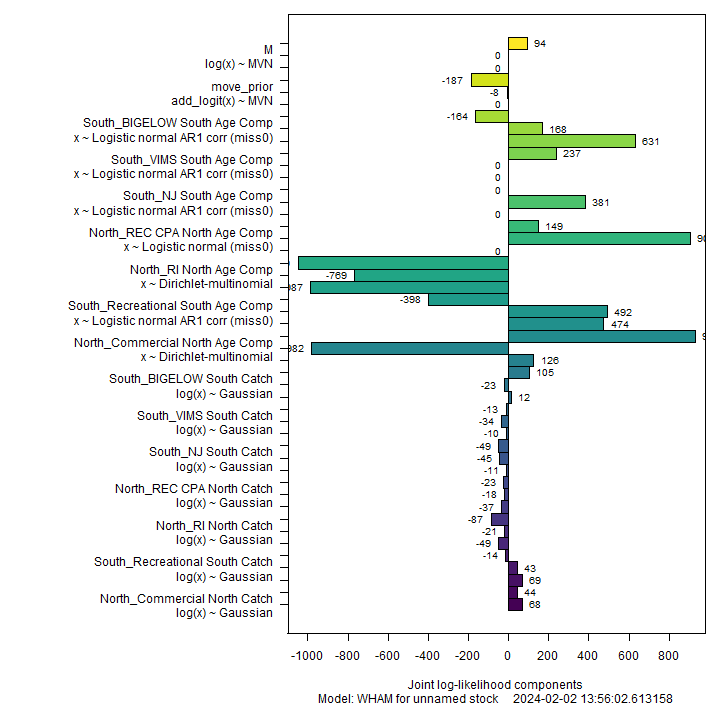 M
log(x) ~ MVN
move_prior
add_logit(x) ~ MVN
South_BIGELOW South Age Comp
x ~ Logistic normal AR1 corr (miss0)
South_VIMS South Age Comp
x ~ Logistic normal AR1 corr (miss0)
South_NJ South Age Comp
x ~ Logistic normal AR1 corr (miss0)
North_REC CPA North Age Comp
x ~ Logistic normal (miss0)
North_RI North Age Comp
x ~ Dirichlet-multinomial
South_Recreational South Age Comp
x ~ Logistic normal AR1 corr (miss0)
North_Commercial North Age Comp
x ~ Dirichlet-multinomial
South_BIGELOW South Catch
log(x) ~ Gaussian
South_VIMS South Catch
log(x) ~ Gaussian
South_NJ South Catch
log(x) ~ Gaussian
North_REC CPA North Catch
log(x) ~ Gaussian
North_RI North Catch
log(x) ~ Gaussian
South_Recreational South Catch
log(x) ~ Gaussian
North_Commercial North Catch
log(x) ~ Gaussian
94
0
0
-187
-8
0
-164
168
631
237
0
0
0
381
0
149
0
-769
-398
492
474
126
105
-23
12
-13
-34
-10
-49
-45
-11
-23
-18
-37
-87
-21
-49
-14
43
69
44
68
-1000 -800 -600 -400 -200 0 200 400 600 800
Joint log-likelihood components
Model: WHAM for unnamed stock 2024-02-02 13:56:02.613158